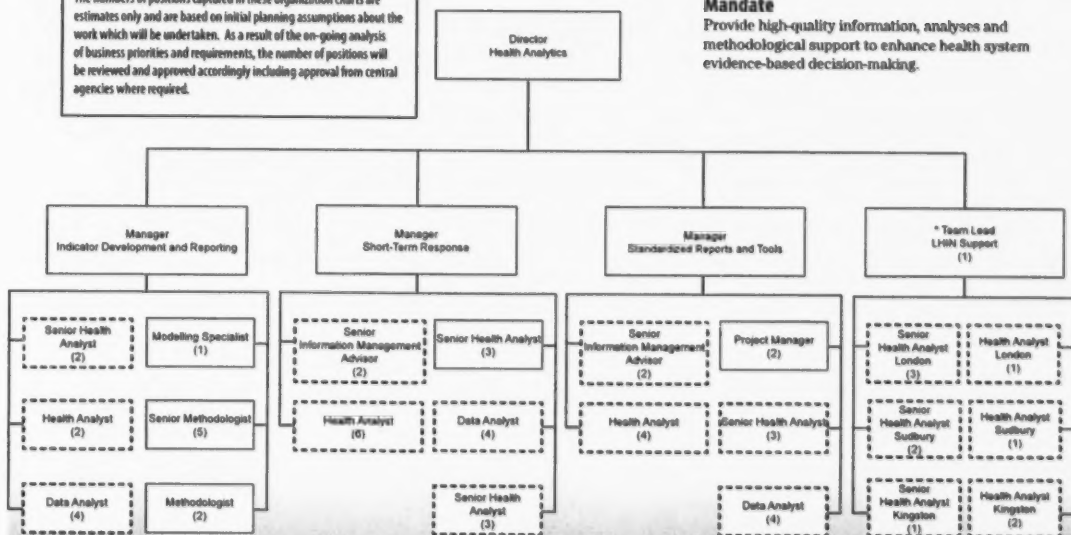 The numbers of positions captured in these organization charts are
estimates only and are based on initial planning assumptions about the
work which will be undertaken. As a result of the on-going analysis
of business priorities and requirements, the number of positions will
be reviewed and approved accordingly including approval from central
agencies where required.
Director
Health Analytics
Mandate
Provide high-quality information, analyses and
methodological support to enhance health system
evidence-based decision-making.
Manager
Indicator Development and Reporting
Manager
Short-Term Response
Manager
Standardized Reports and Tools
* Team Lead
LHIN Support
(1)
Senior Health
Analyst
(2)
Modelling Specialist
(1)
Health Analyst
(2)
Senior Methodologist
(5)
Data Analyst
(4)
Methodologist
(2)
Senior
Information Management
Advisor
(2)
Senior Health Analyst
(3)
Health Analyst
(6)
Data Analyst
(4)
Senior Health
Analyst
(3)
Senior
Information Management
Advisor
(2)
Project Manager
(2)
Health Analyst
(4)
Senior Health Analyst
(3)
Data Analyst
(4)
Senior
Health Analyst
London
(3)
Health Analyst
London
(1)
Senior
Health Analyst
Sudbury
(2)
Health Analyst
Sudbury
(1)
Senior
Health Analyst
Kingston
(1)
Health Analyst
Kingston
(2)